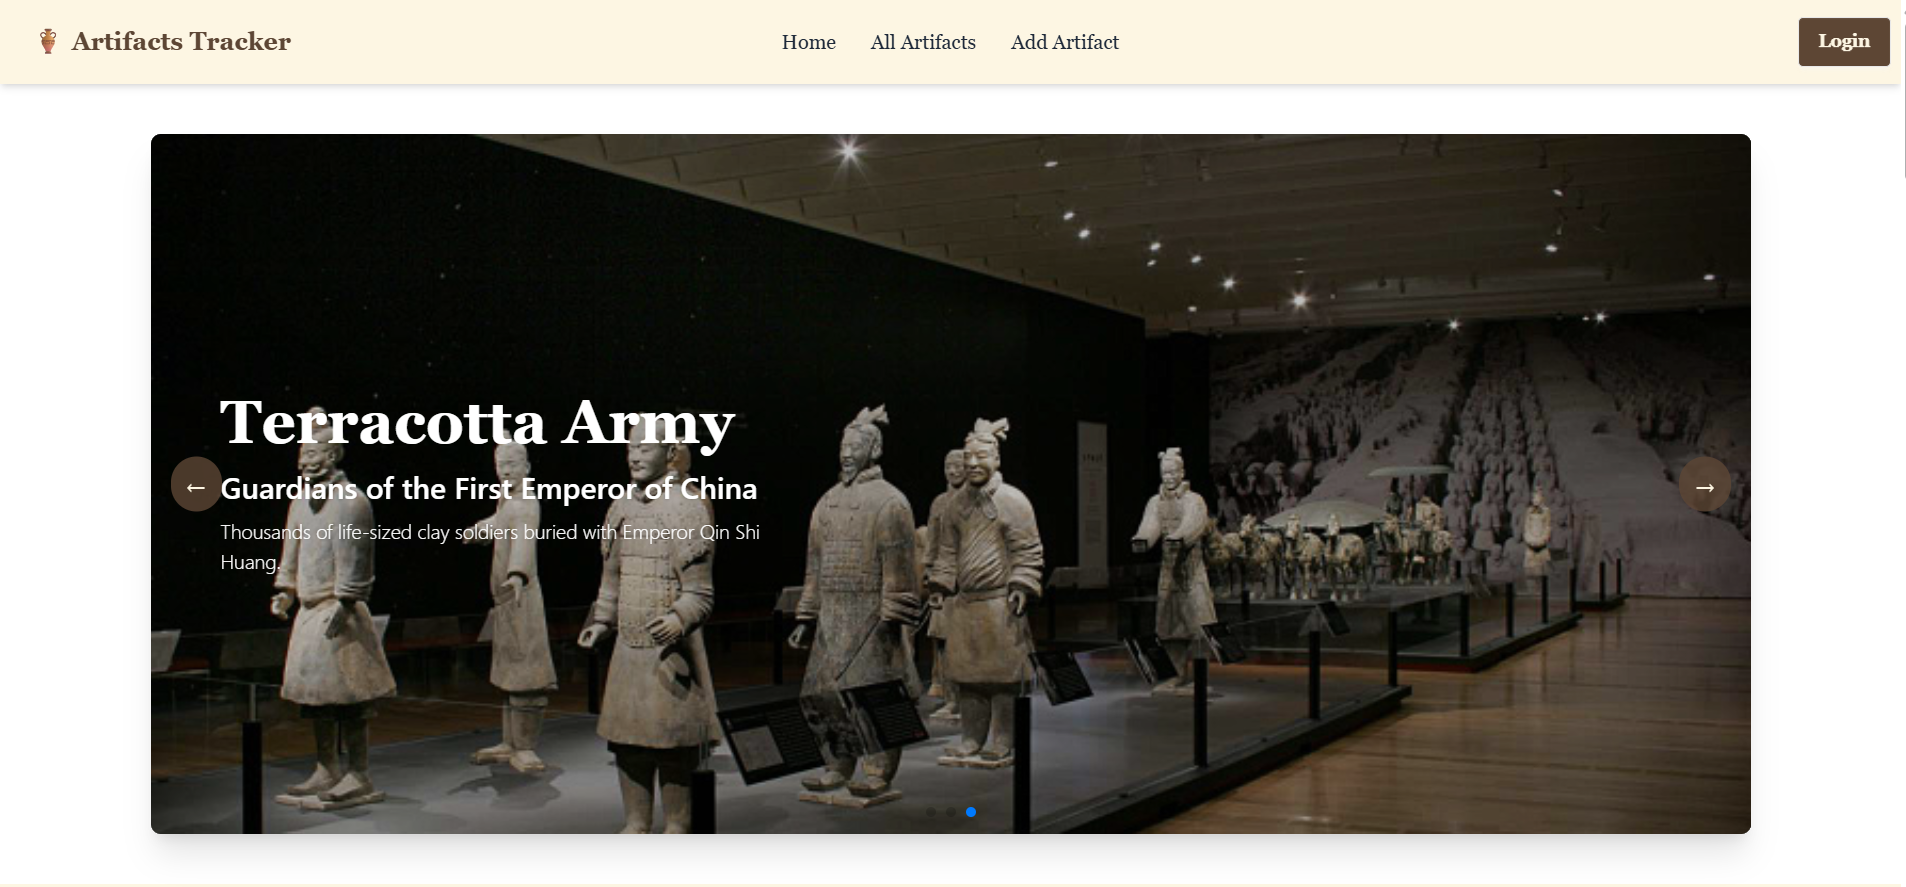 Artifacts Tracker
Home
All Artifacts
Add Artifact
Login
Terracotta Army
Guardians of the First Emperor of China
Thousands of life-sized clay soldiers buried with Emperor Qin Shi
Huang.
←
→